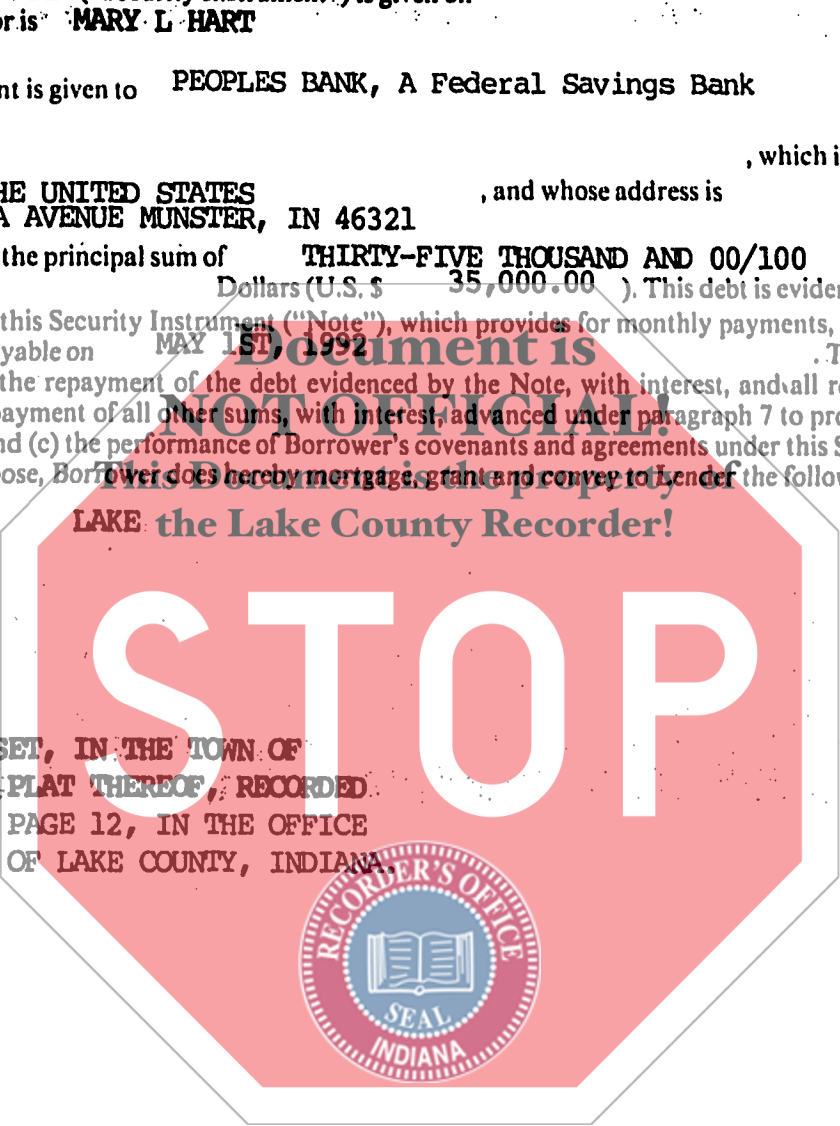 or is MARY L HART
nt is given to PEOPLES BANK, A Federal Savings Bank
, which i
HE UNITED STATES , and whose address is
A AVENUE MUNSTER, IN 46321
the principal sum of THIRTY-FIVE THOUSAND AND 00/100
Dollars (U.S. $ 35,000.00 ). This debt is eviden
this Security Instrument ("Note"), which provides for monthly payments,
yable on MAY 1ST, 1992 . T
Document is
the repayment of the debt evidenced by the Note, with interest, and all r
NOT OFFICIAL!
payment of all other sums, with interest, advanced under paragraph 7 to pro
nd (c) the performance of Borrower's covenants and agreements under this S
ose, Borrower does hereby mortgage, grant and convey to Lender the follow
This Document is the property of
LAKE
the Lake County Recorder!
STOP
SET, IN THE TOWN OF
PLAT THEREOF, RECORDED
PAGE 12, IN THE OFFICE
OF LAKE COUNTY, INDIANA.
RECORDER'S OFFICE
SEAL
INDIANA